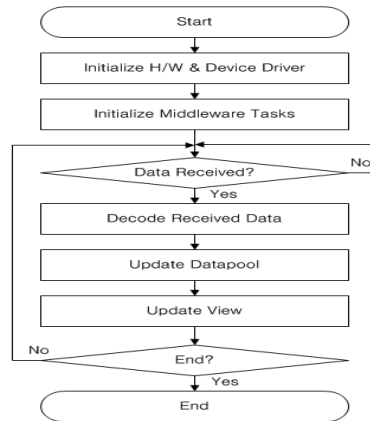 Start
Initialize H/W & Device Driver
Initialize Middleware Tasks
Data Received?
No
Yes
Decode Received Data
Update Datapool
Update View
No
End?
Yes
End